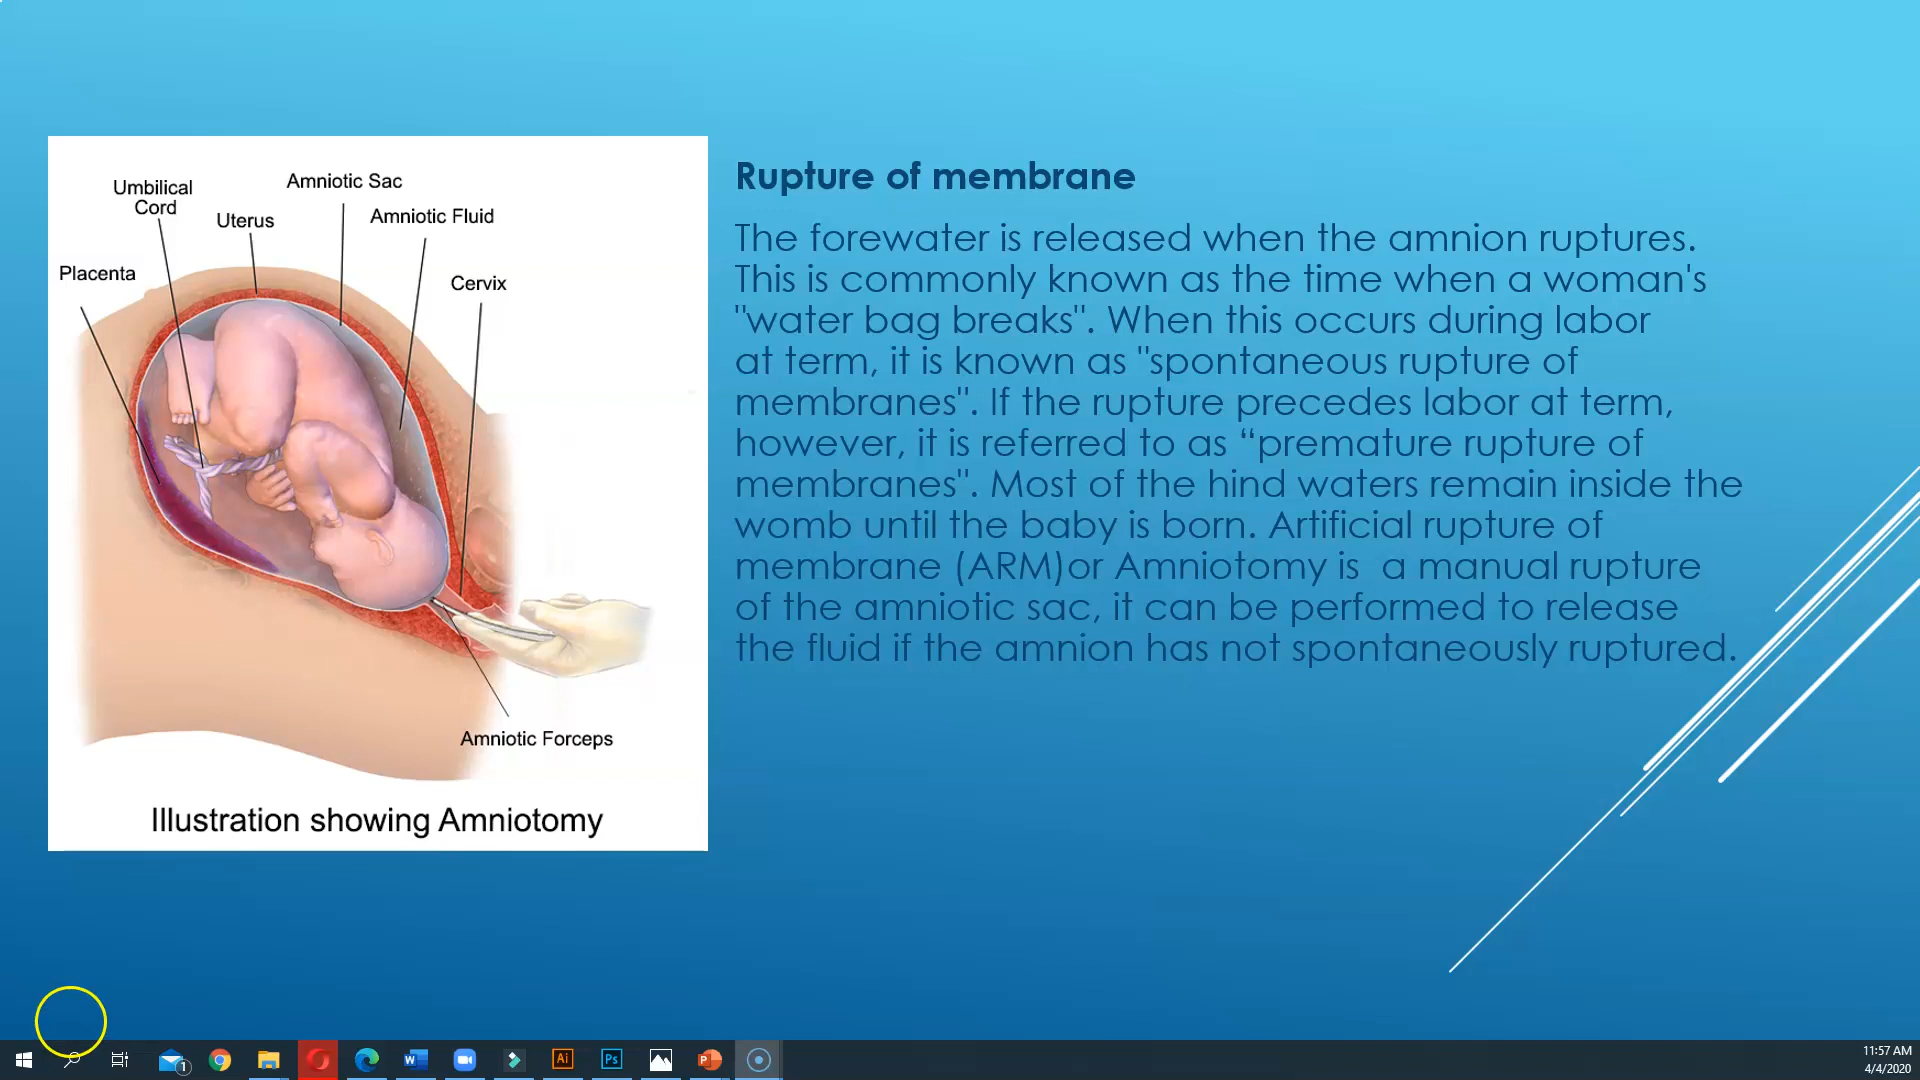 Umbilical
Cord
Amniotic Sac
Uterus
Amniotic Fluid
Placenta
Cervix
Amniotic Forceps
Illustration showing Amniotomy
Rupture of membrane
The forewater is released when the amnion ruptures.
This is commonly known as the time when a woman's
"water bag breaks". When this occurs during labor
at term, it is known as "spontaneous rupture of
membranes". If the rupture precedes labor at term,
however, it is referred to as “premature rupture of
membranes". Most of the hind waters remain inside the
womb until the baby is born. Artificial rupture of
membrane (ARM)or Amniotomy is  a manual rupture
of the amniotic sac, it can be performed to release
the fluid if the amnion has not spontaneously ruptured.
1
W
Ai
Ps
P
11:57 AM
4/4/2020